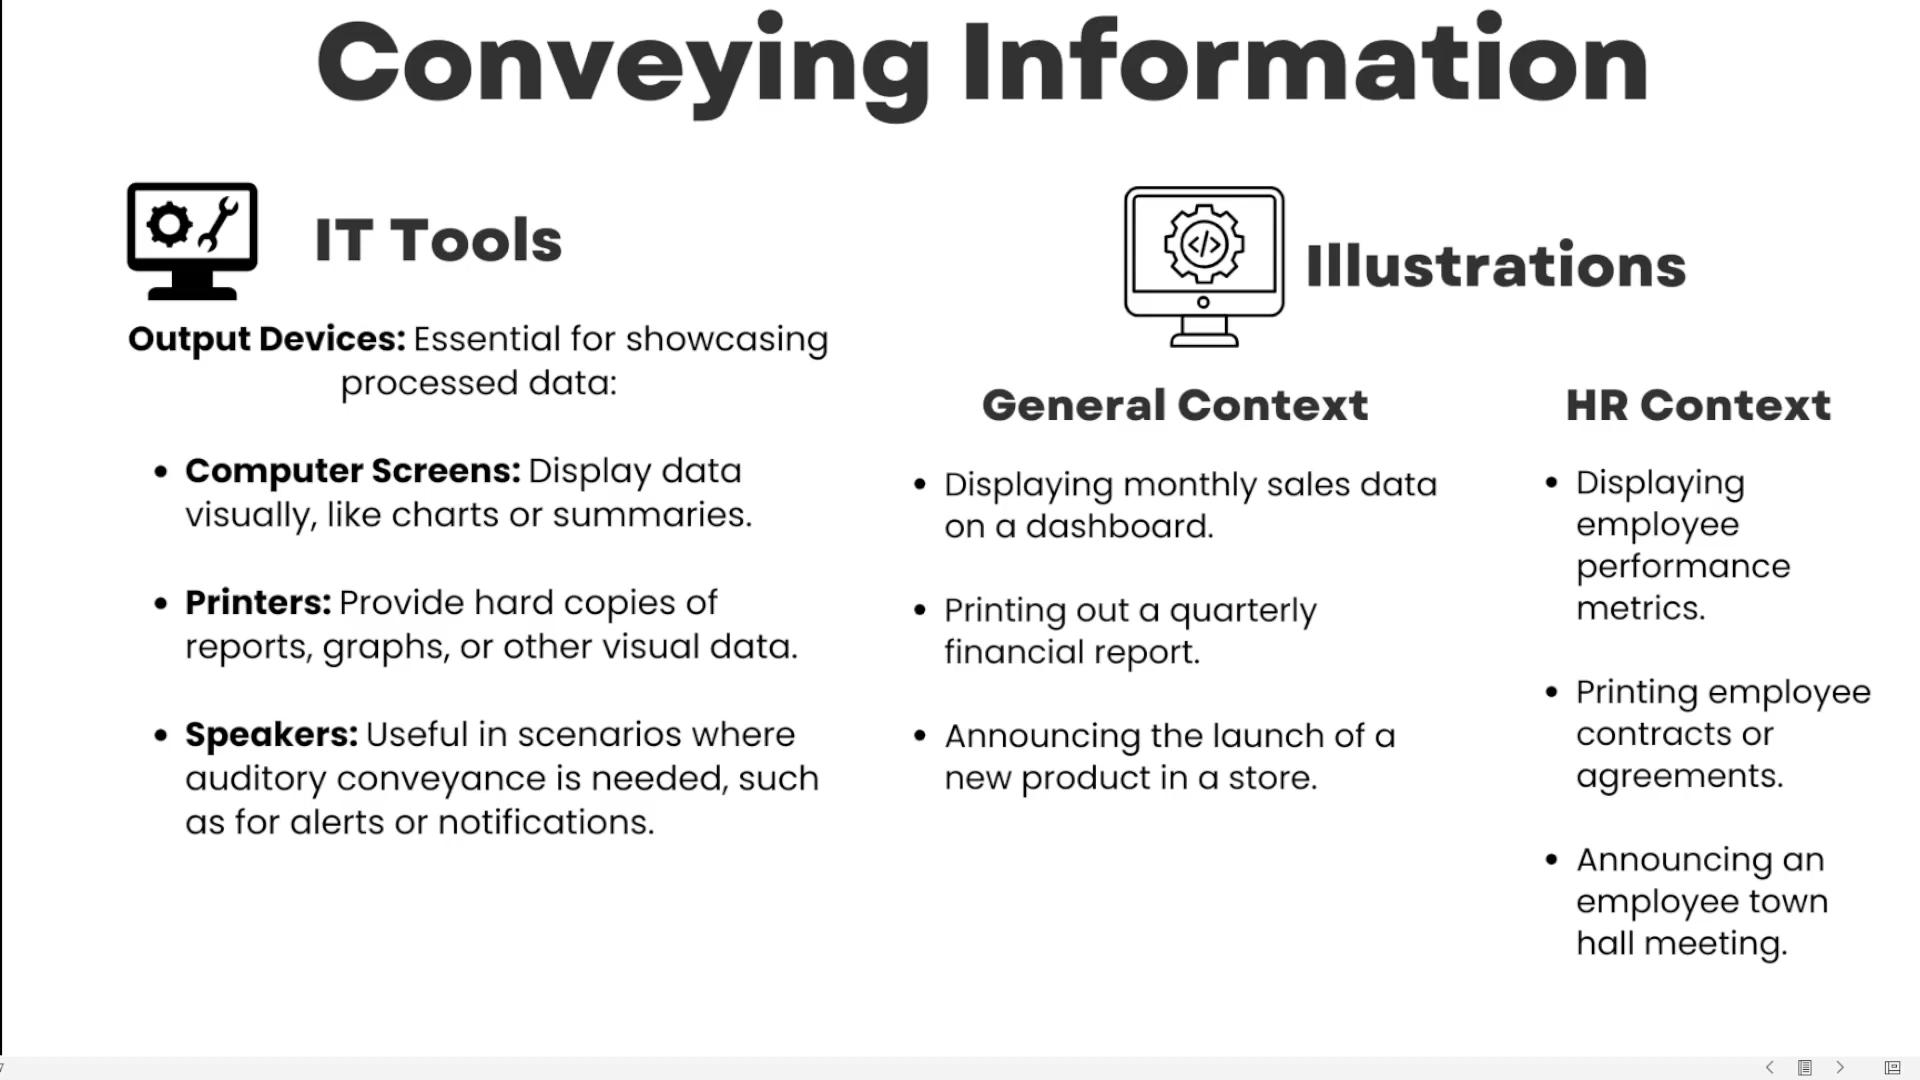 Conveying Information
IT Tools
Output Devices: Essential for showcasing
processed data:
• Computer Screens: Display data
visually, like charts or summaries.
• Printers: Provide hard copies of
reports, graphs, or other visual data.
• Speakers: Useful in scenarios where
auditory conveyance is needed, such
as for alerts or notifications.
</>
Illustrations
General Context
• Displaying monthly sales data
on a dashboard.
• Printing out a quarterly
financial report.
• Announcing the launch of a
new product in a store.
HR Context
• Displaying
employee
performance
metrics.
• Printing employee
contracts or
agreements.
• Announcing an
employee town
hall meeting.